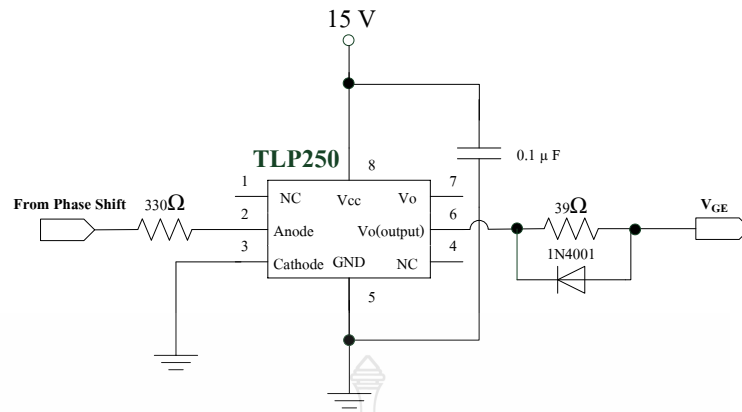 15 V
TLP250
8
0.1 μ F
1
NC
Vcc
Vo
7
From Phase Shift
330Ω
2
Anode
Vo(output)
6
39Ω
V_GE
3
Cathode
GND
NC
4
1N4001
5